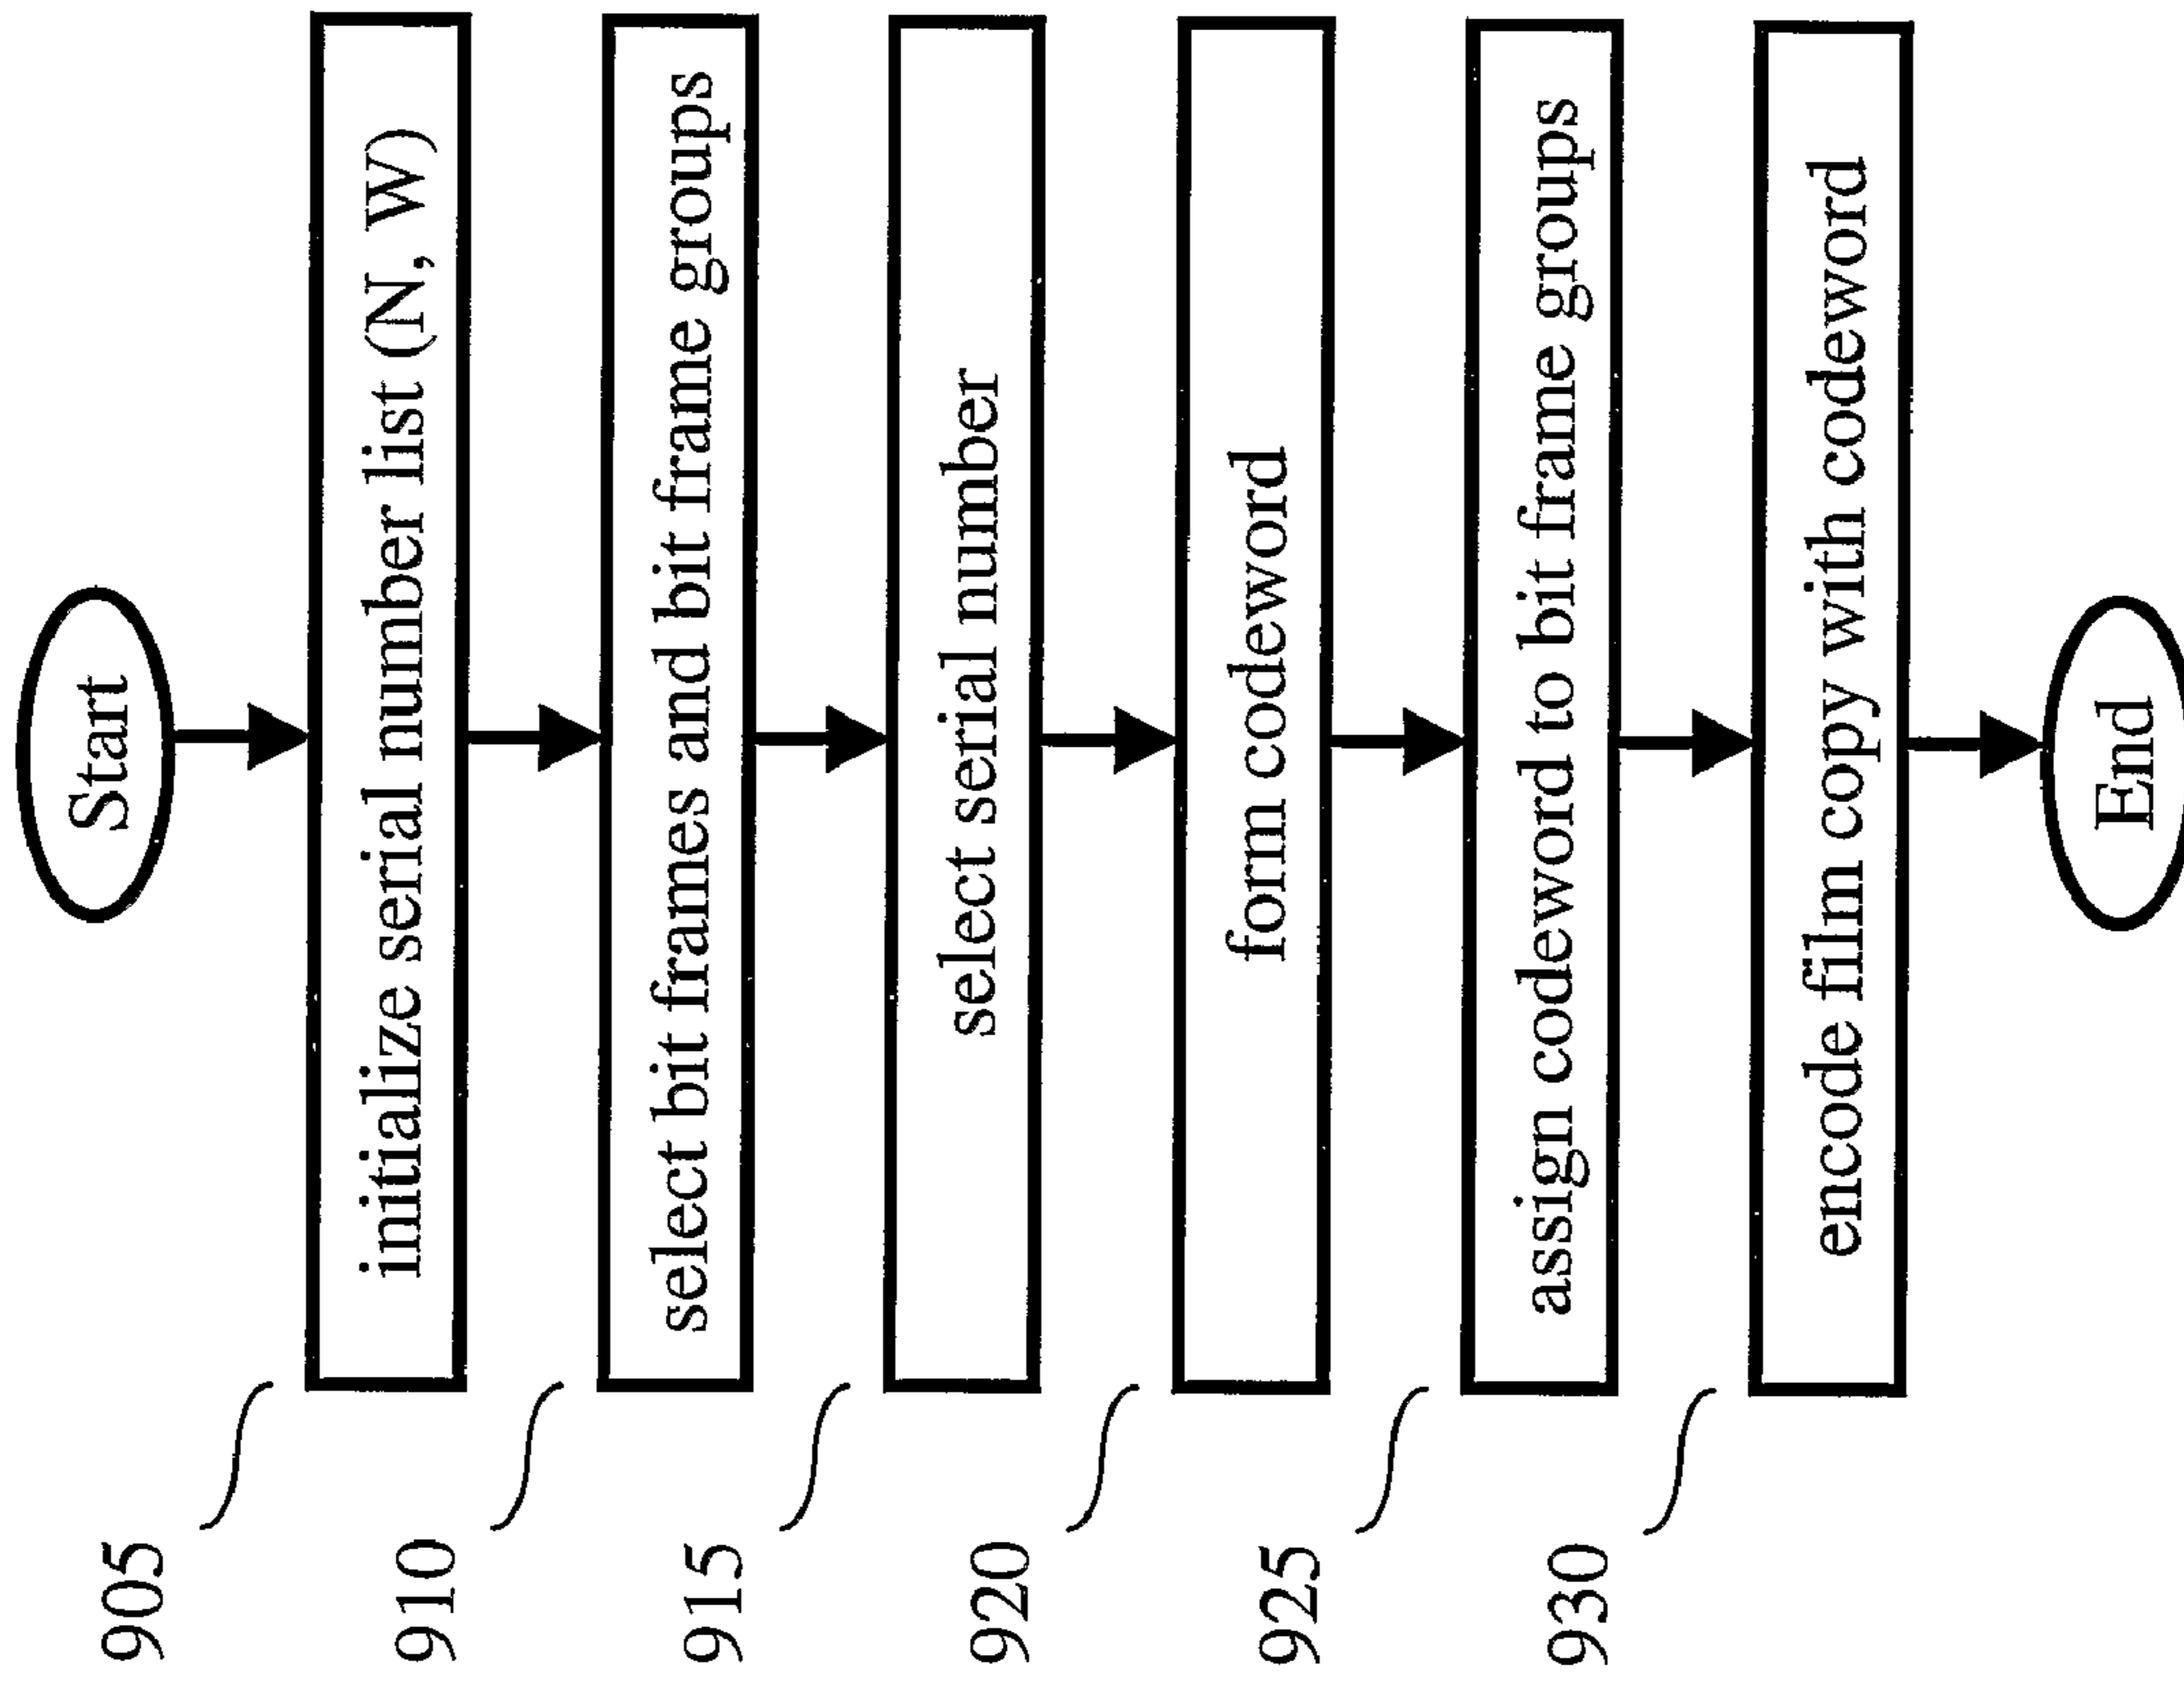 Start
905
initialize serial number list (N, W)
910
select bit frames and bit frame groups
915
select serial number
920
form codeword
925
assign codeword to bit frame groups
930
encode film copy with codeword
End